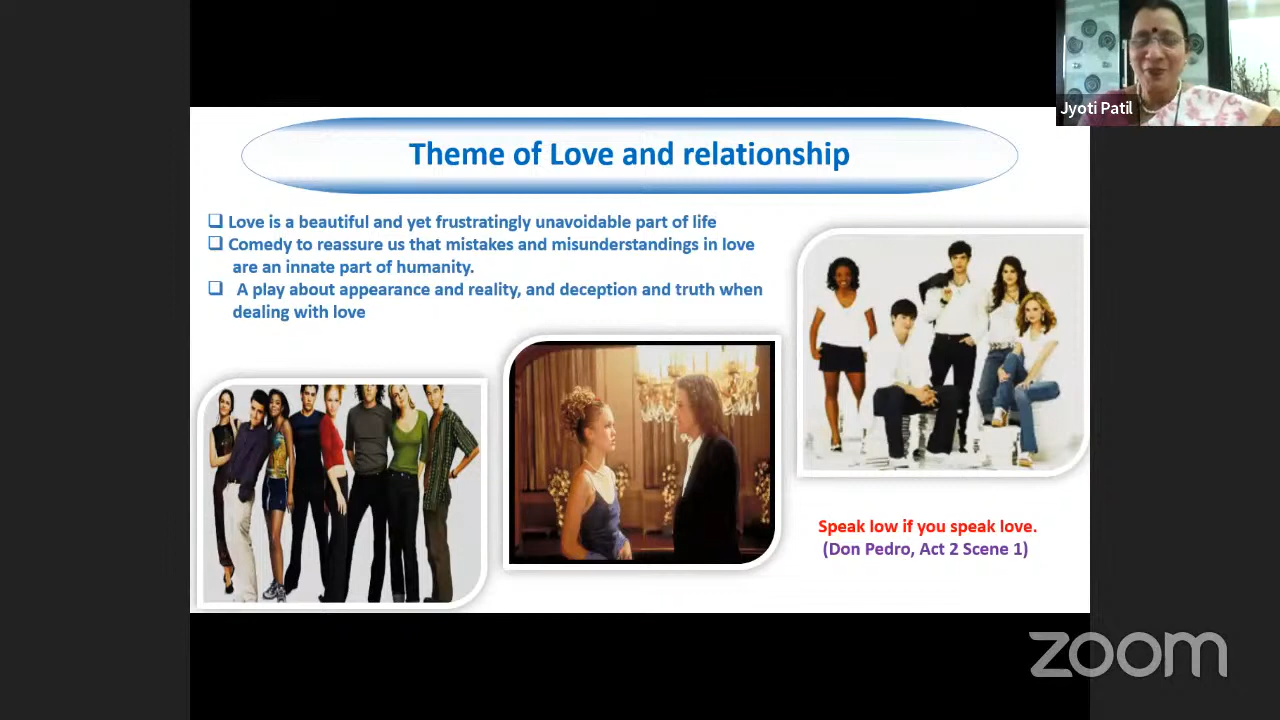 Jyoti Patil
Theme of Love and relationship
Love is a beautiful and yet frustratingly unavoidable part of life
Comedy to reassure us that mistakes and misunderstandings in love
are an innate part of humanity.
A play about appearance and reality, and deception and truth when
dealing with love
Speak low if you speak love.
(Don Pedro, Act 2 Scene 1)
zoom